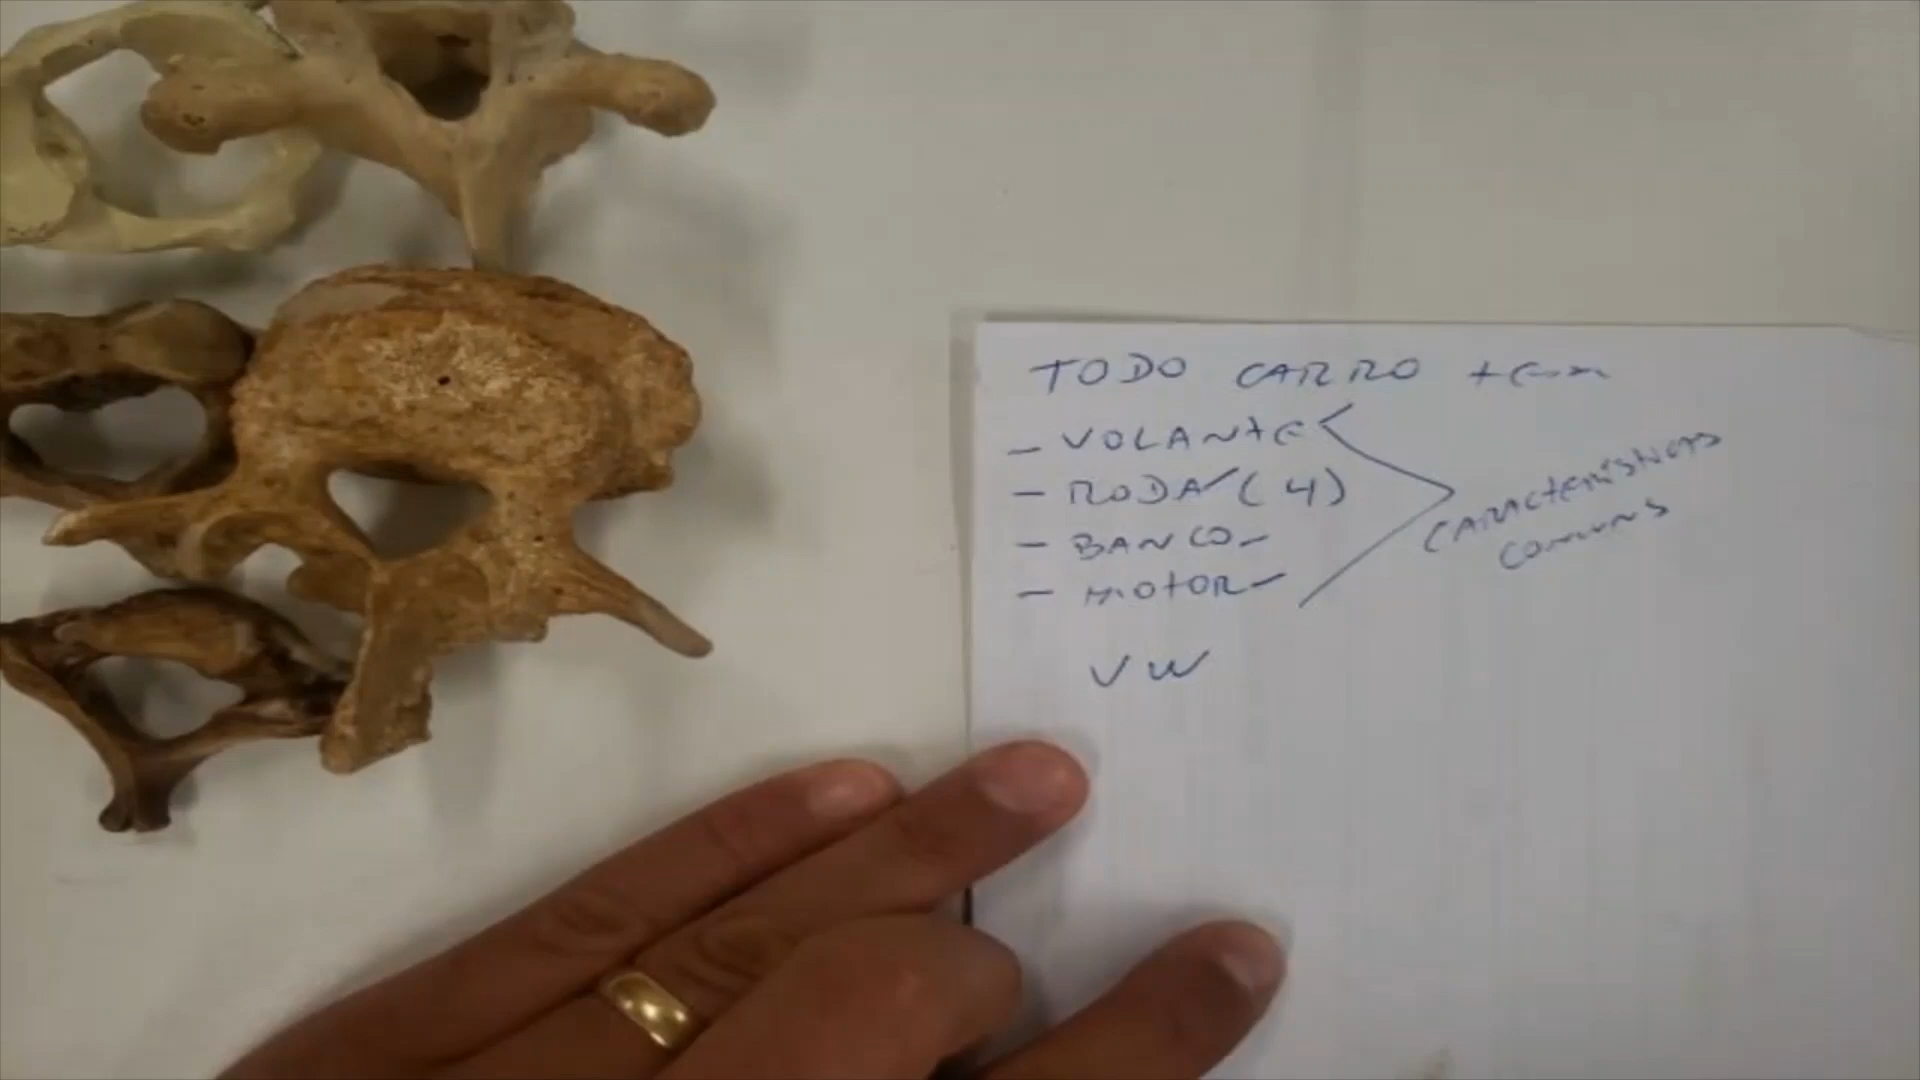 TODO CARRO tem
- VOLANTE
- RODA (4)
- BANCO
- MOTOR
CARACTERÍSTICAS
COMUNS
VW